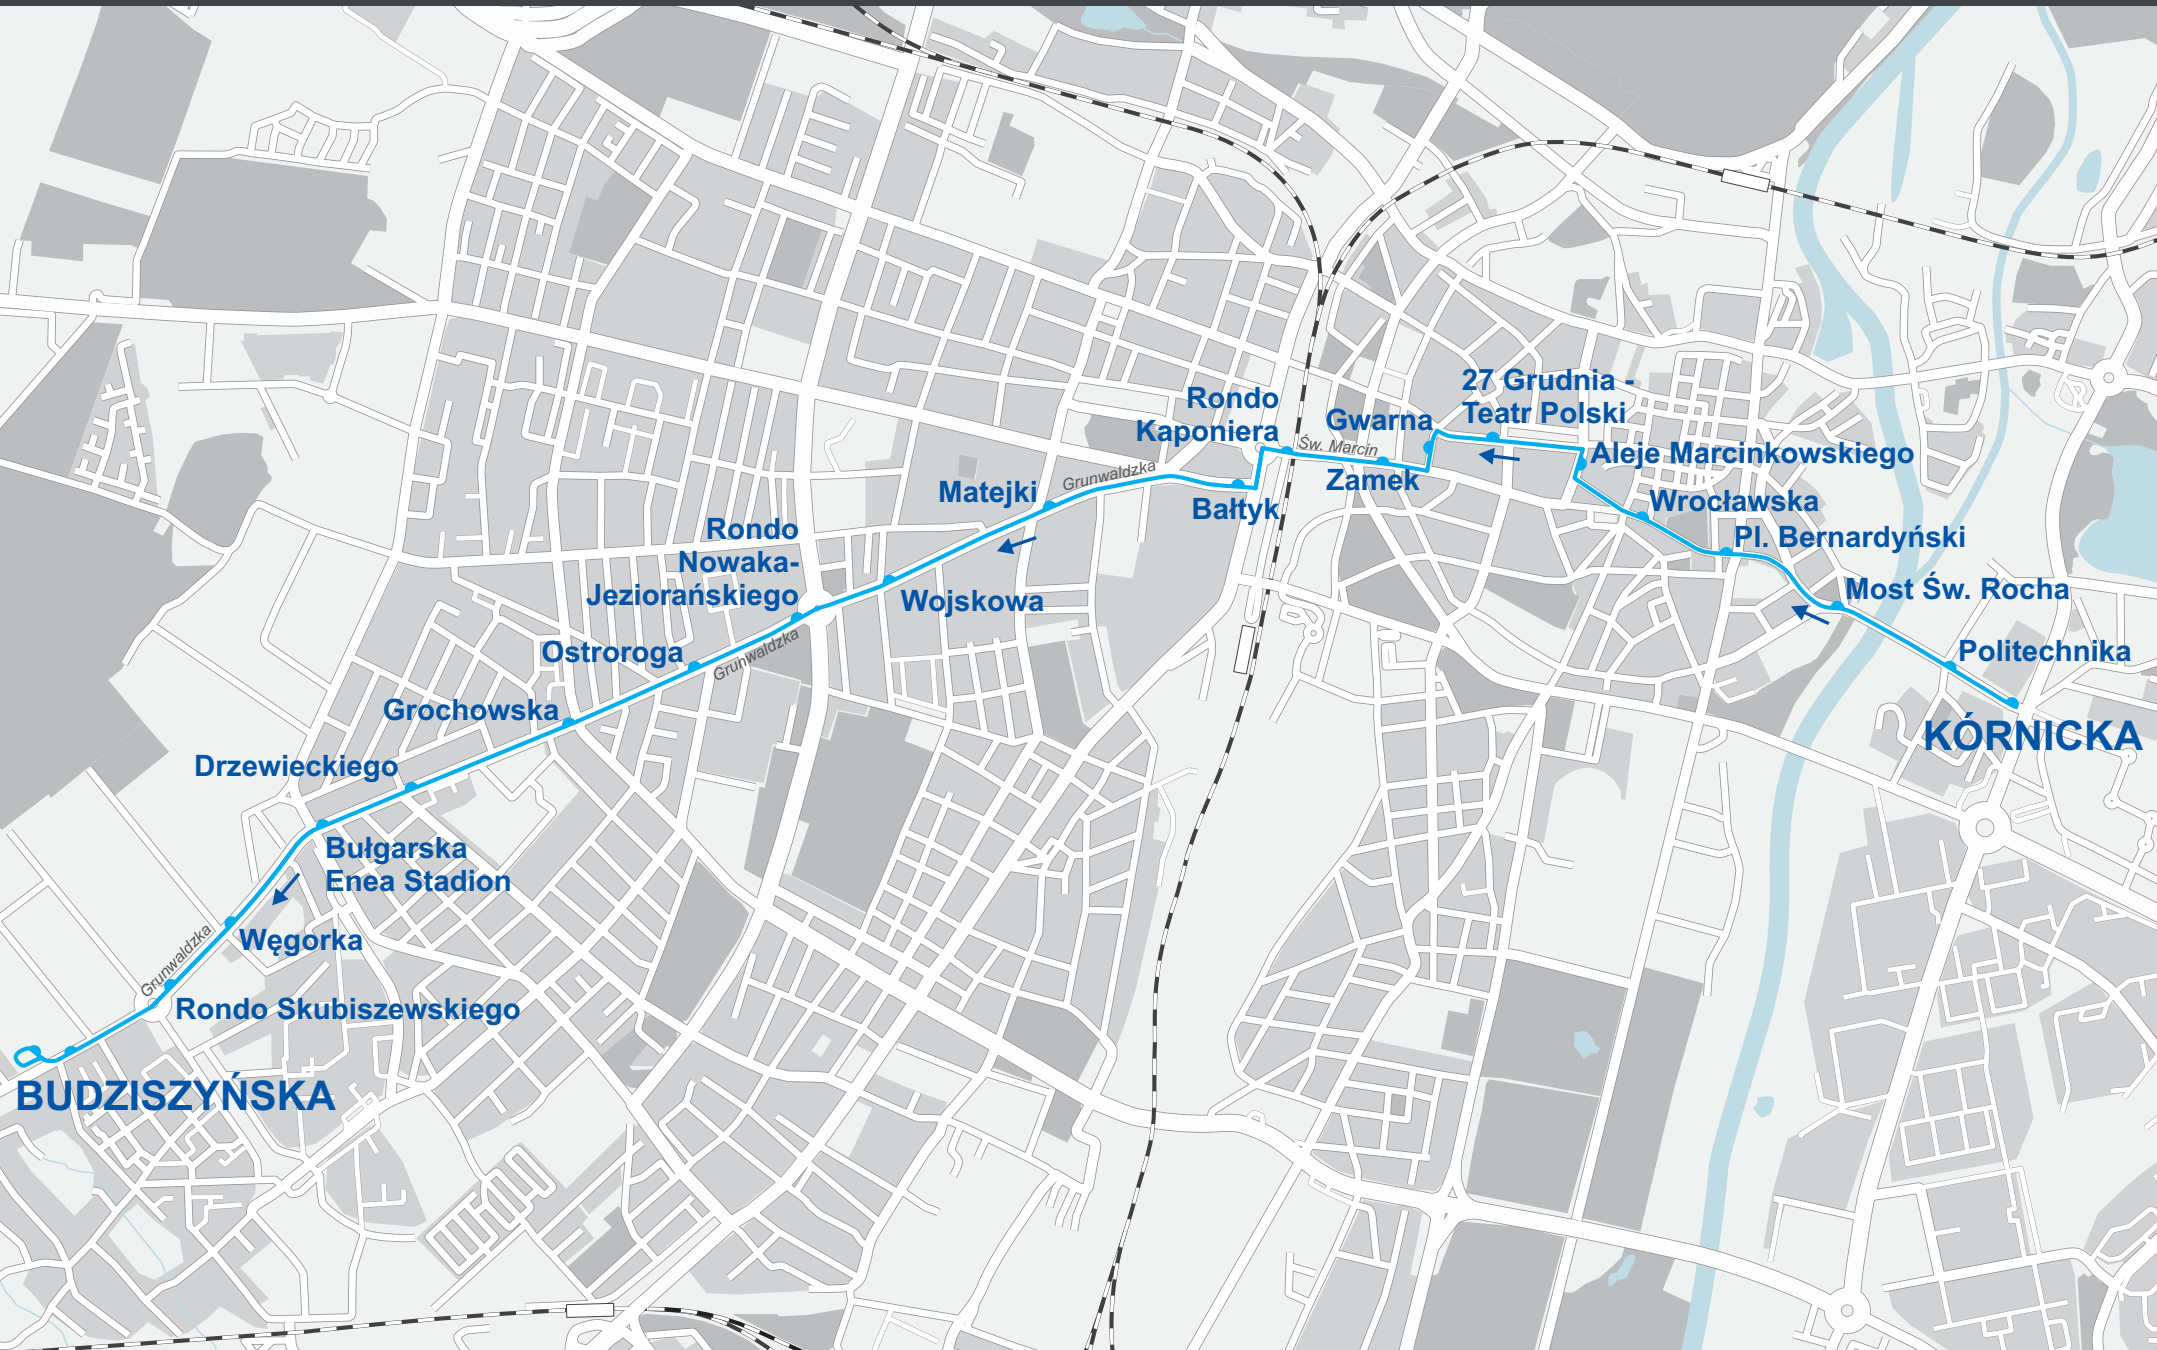 27 Grudnia -
Teatr Polski
Rondo
Kaponiera
Gwarna
Św. Marcin
Zamek
Aleje Marcinkowskiego
Wrocławska
Pl. Bernardyński
Most Św. Rocha
Politechnika
KÓRNICKA
Bałtyk
Grunwaldzka
Matejki
Wojskowa
Rondo
Nowaka-
Jeziorańskiego
Grunwaldzka
Ostroroga
Grochowska
Drzewieckiego
Bułgarska
Enea Stadion
Węgorka
Grunwaldzka
Rondo Skubiszewskiego
BUDZISZYŃSKA